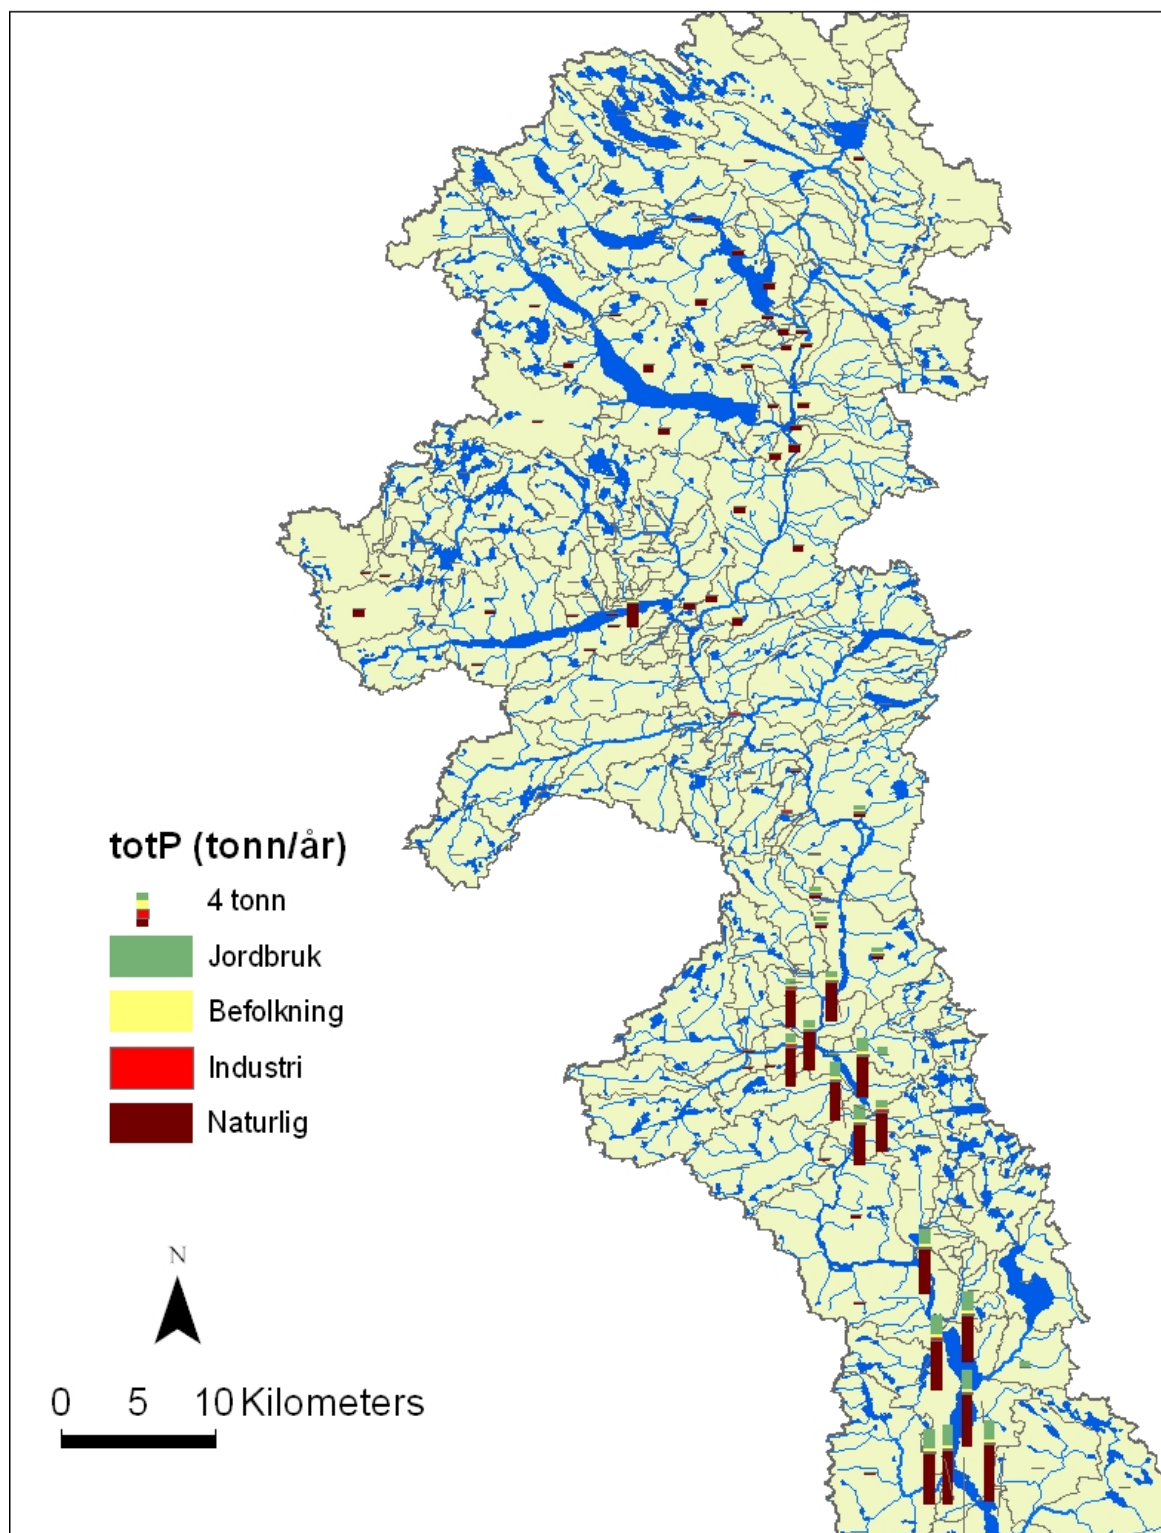 totP (tonn/år)
4 tonn
Jordbruk
Befolkning
Industri
Naturlig
N
0 5 10 Kilometers